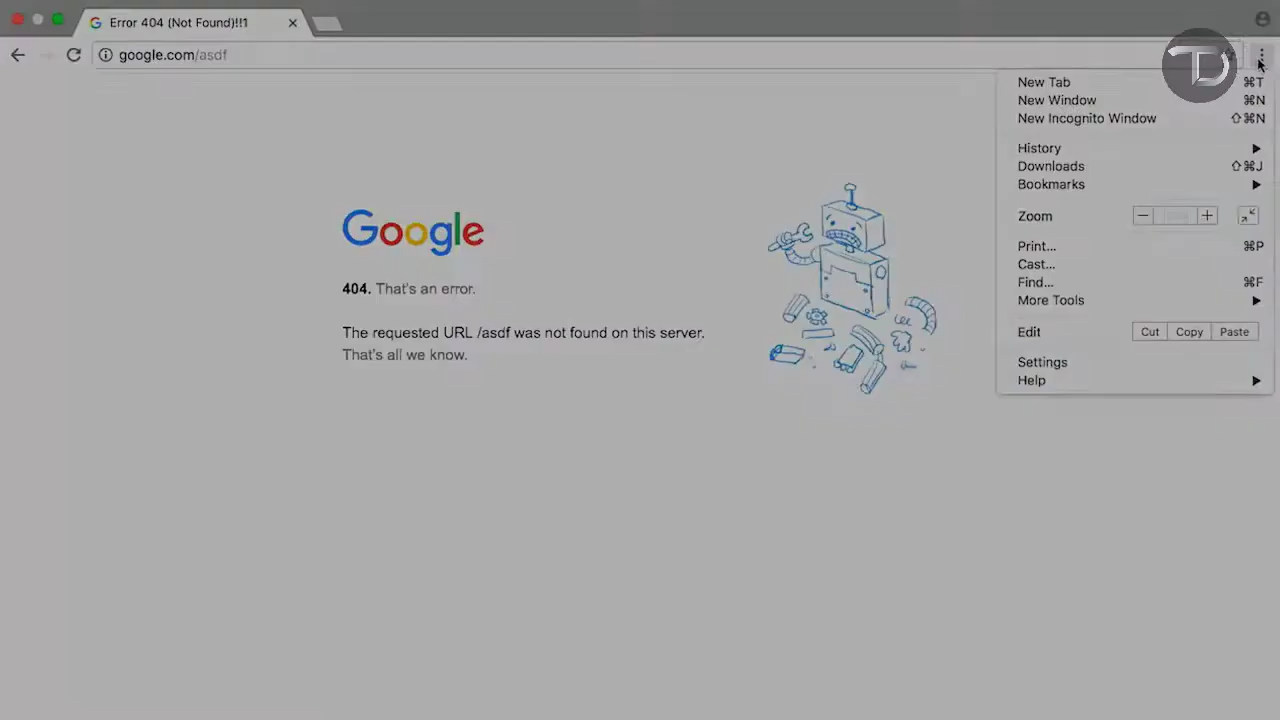 Error 404 (Not Found)!!1
google.com/asdf
TD
New Tab ⌘T
New Window ⌘N
New Incognito Window ⇧⌘N
History
Downloads ⇧⌘J
Bookmarks
Zoom − +
Print... ⌘P
Cast...
Find... ⌘F
More Tools
Edit Cut Copy Paste
Settings
Help
Google
404. That's an error.
The requested URL /asdf was not found on this server.
That's all we know.